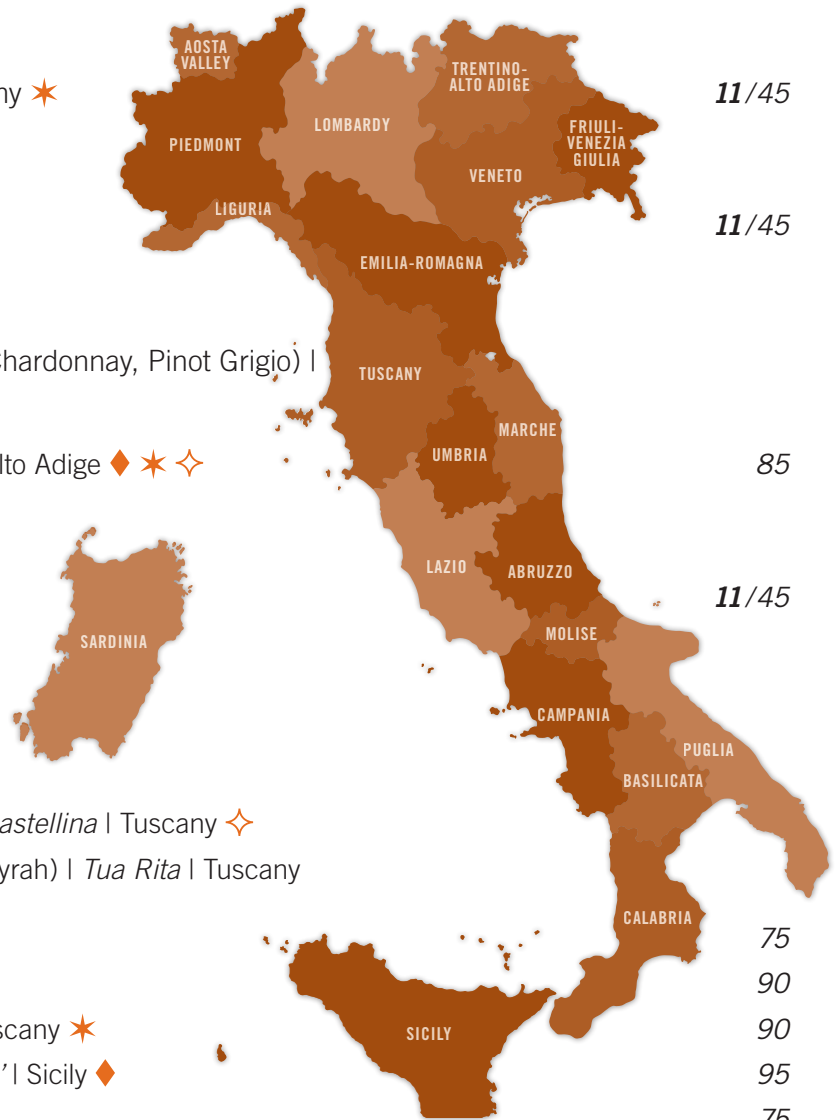 AOSTA
VALLEY
TRENTINO-
ALTO ADIGE
ny ✶ 11/45
LOMBARDY
FRIULI-
VENEZIA
GIULIA
PIEDMONT
VENETO
LIGURIA
11/45
EMILIA-ROMAGNA
Chardonnay, Pinot Grigio) |
TUSCANY
MARCHE
UMBRIA
lto Adige ♦ ✶ ✧ 85
LAZIO
ABRUZZO
11/45
MOLISE
SARDINIA
CAMPANIA
PUGLIA
BASILICATA
astellina | Tuscany ✧
yrah) | Tua Rita | Tuscany
CALABRIA
75
90
scany ✶ 90
SICILY
’ | Sicily ♦ 95
75